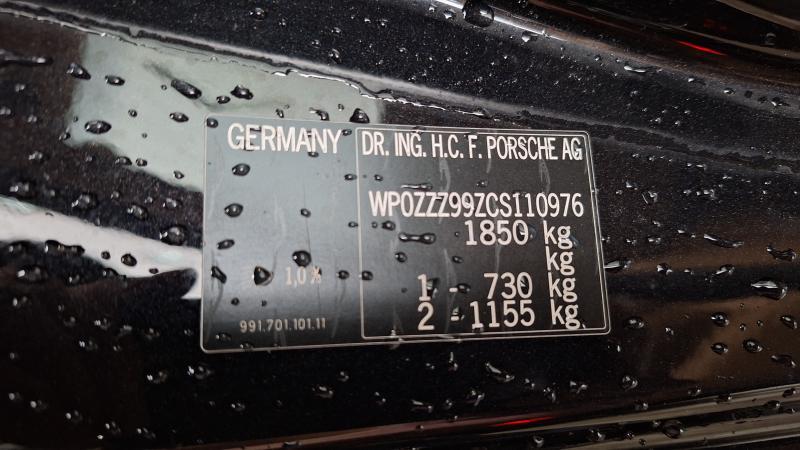 GERMANY
DR. ING. H.C. F. PORSCHE AG
WP0ZZZ99ZCS110976
1850 kg
kg
1 - 730 kg
2 - 1155 kg
1,0
991.701.101.11